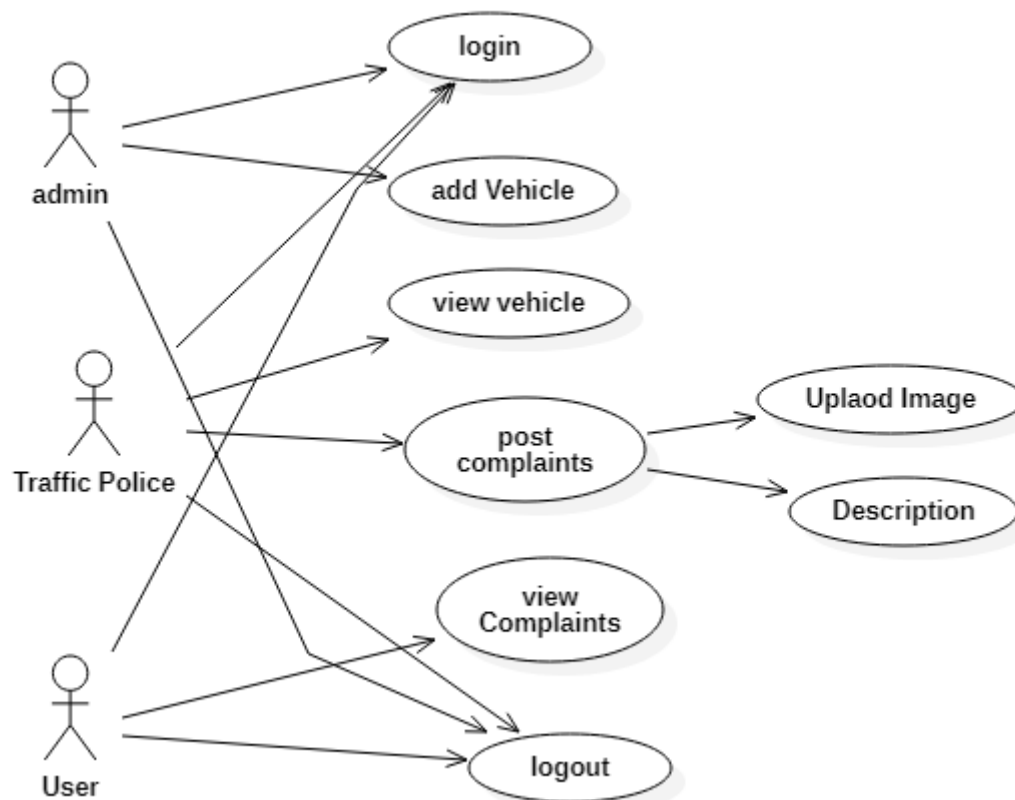 login
admin
add Vehicle
view vehicle
Uplaod Image
post
complaints
Traffic Police
Description
view
Complaints
User
logout